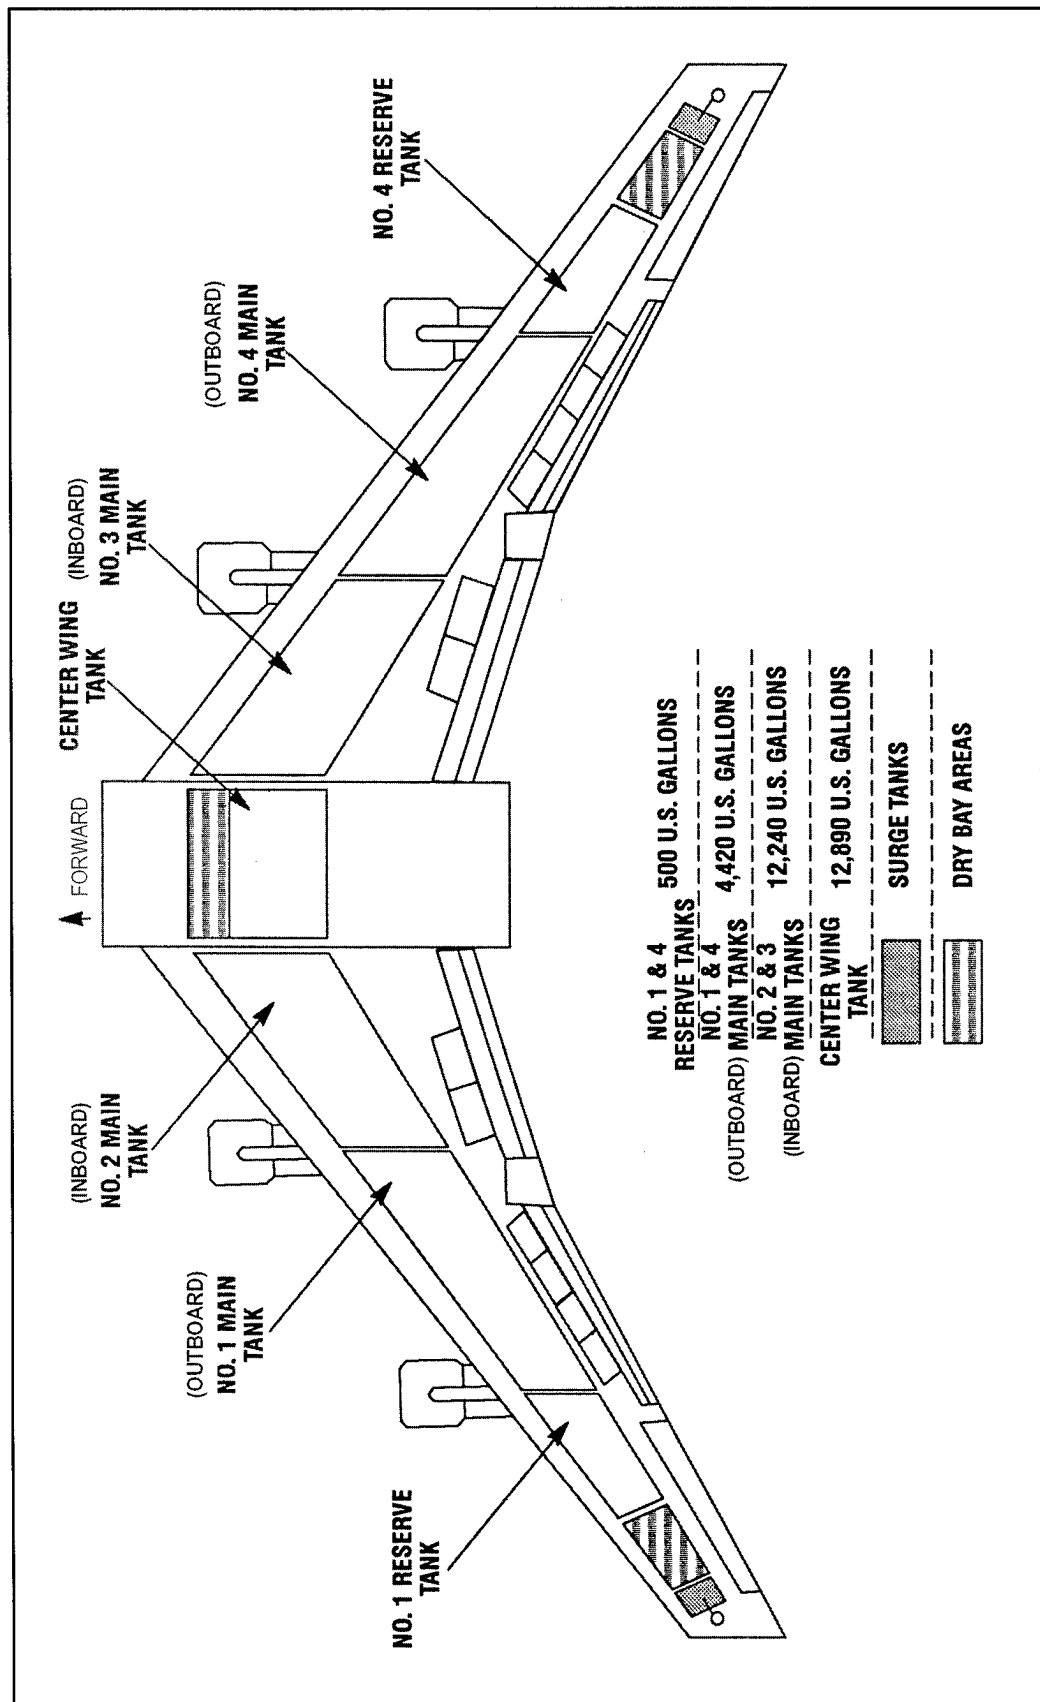 FORWARD
CENTER WING
TANK
(INBOARD)
NO. 2 MAIN
TANK
(INBOARD)
NO. 3 MAIN
TANK
(OUTBOARD)
NO. 1 MAIN
TANK
(OUTBOARD)
NO. 4 MAIN
TANK
NO. 1 RESERVE
TANK
NO. 4 RESERVE
TANK
NO. 1 & 4
RESERVE TANKS
500 U.S. GALLONS
NO. 1 & 4
(OUTBOARD) MAIN TANKS
4,420 U.S. GALLONS
NO. 2 & 3
(INBOARD) MAIN TANKS
12,240 U.S. GALLONS
CENTER WING
TANK
12,890 U.S. GALLONS
SURGE TANKS
DRY BAY AREAS